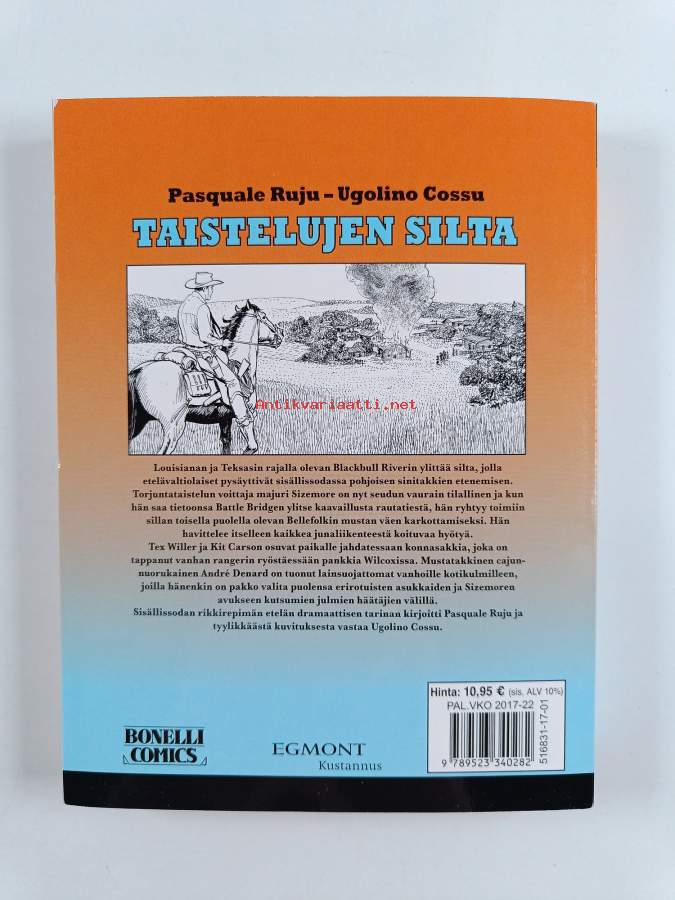 Pasquale Ruju – Ugolino Cossu
TAISTELUJEN SILTA
Antikvariaatti.net
Louisianan ja Teksasin rajalla olevan Blackbull Riverin ylittää silta, jolla
etelävaltiolaiset pysäyttivät sisällissodassa pohjoisen sinitakkien etenemisen.
Torjuntataistelun voittaja majuri Sizemore on nyt seudun vaurain tilallinen ja kun
hän saa tietoonsa Battle Bridgen ylitse kaavaillusta rautatiestä, hän ryhtyy toimiin
sillan toisella puolella olevan Bellefolkin mustan väen karkottamiseksi. Hän
havittelee itselleen kaikkea junaliikenteestä koituvaa hyötyä.
Tex Willer ja Kit Carson osuvat paikalle jahdatessaan konnasakkia, joka on
tappanut vanhan rangerin ryöstäessään pankkia Wilcoxissa. Mustatakkinen cajun-
nuorukainen André Denard on tuonut lainsuojattomat vanhoille kotikulmilleen,
joilla hänenkin on pakko valita puolensa erirotuisten asukkaiden ja Sizemoren
avukseen kutsumien julmien häätäjien välillä.
Sisällissodan rikkirepimän etelän dramaattisen tarinan kirjoitti Pasquale Ruju ja
tyylikkäästä kuvituksesta vastaa Ugolino Cossu.
Hinta: 10,95 € (sis. ALV 10%)
PAL.VKO 2017-22
516831-17-01
9 789523 340282
BONELLI
COMICS
EGMONT
Kustannus